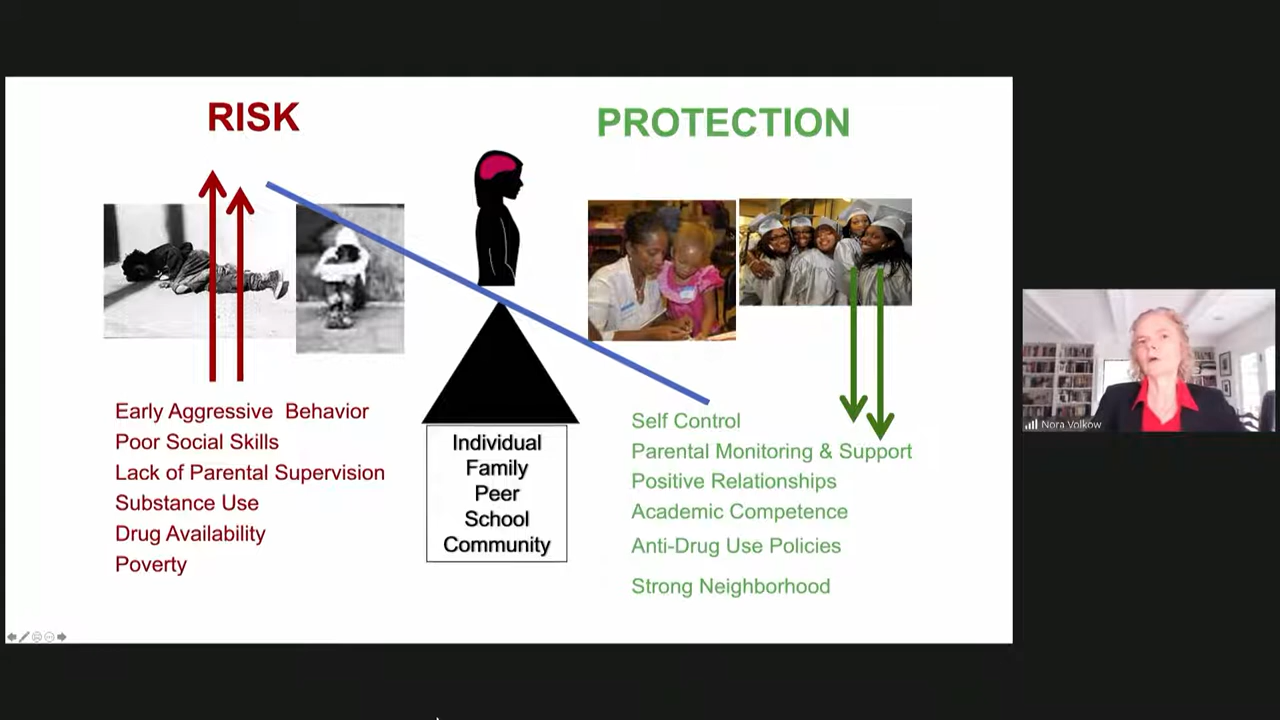 RISK
PROTECTION
Early Aggressive Behavior
Poor Social Skills
Lack of Parental Supervision
Substance Use
Drug Availability
Poverty
Individual
Family
Peer
School
Community
Self Control
Parental Monitoring & Support
Positive Relationships
Academic Competence
Anti-Drug Use Policies
Strong Neighborhood
Nora Volkow